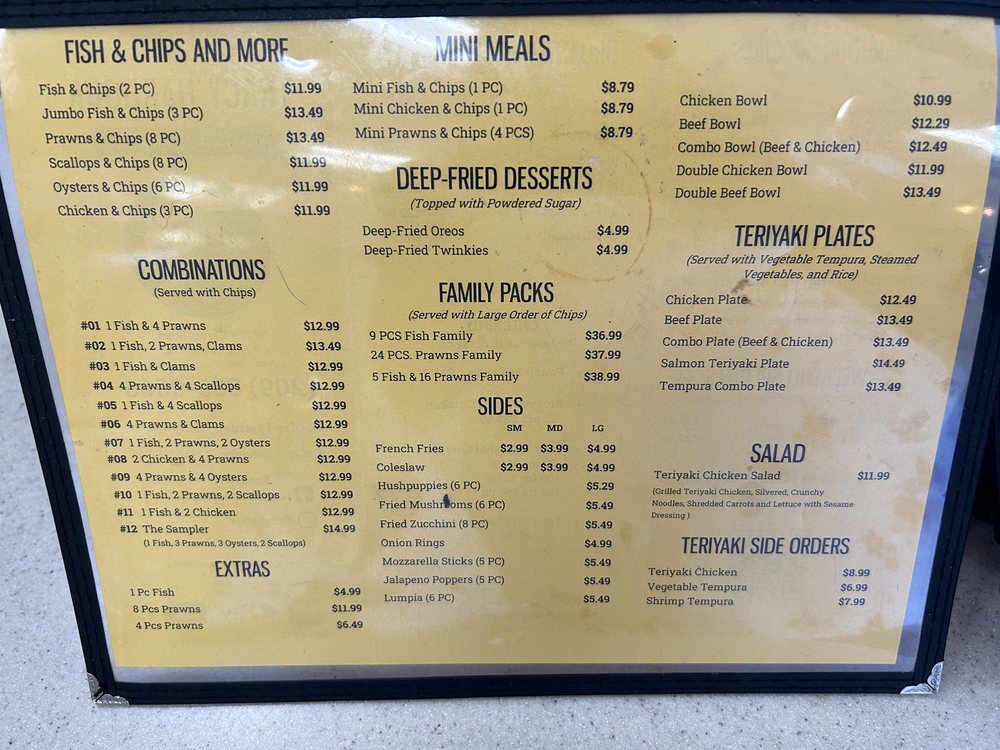 FISH & CHIPS AND MORE
Fish & Chips (2 PC) $11.99
Jumbo Fish & Chips (3 PC) $13.49
Prawns & Chips (8 PC) $13.49
Scallops & Chips (8 PC) $11.99
Oysters & Chips (6 PC) $11.99
Chicken & Chips (3 PC) $11.99
COMBINATIONS
(Served with Chips)
#01 1 Fish & 4 Prawns $12.99
#02 1 Fish, 2 Prawns, Clams $13.49
#03 1 Fish & Clams $12.99
#04 4 Prawns & 4 Scallops $12.99
#05 1 Fish & 4 Scallops $12.99
#06 4 Prawns & Clams $12.99
#07 1 Fish, 2 Prawns, 2 Oysters $12.99
#08 2 Chicken & 4 Prawns $12.99
#09 4 Prawns & 4 Oysters $12.99
#10 1 Fish, 2 Prawns, 2 Scallops $12.99
#11 1 Fish & 2 Chicken $12.99
#12 The Sampler $14.99
(1 Fish, 3 Prawns, 3 Oysters, 2 Scallops)
EXTRAS
1 Pc Fish $4.99
8 Pcs Prawns $11.99
4 Pcs Prawns $6.49
MINI MEALS
Mini Fish & Chips (1 PC) $8.79
Mini Chicken & Chips (1 PC) $8.79
Mini Prawns & Chips (4 PCS) $8.79
DEEP-FRIED DESSERTS
(Topped with Powdered Sugar)
Deep-Fried Oreos $4.99
Deep-Fried Twinkies $4.99
FAMILY PACKS
(Served with Large Order of Chips)
9 PCS Fish Family $36.99
24 PCS. Prawns Family $37.99
5 Fish & 16 Prawns Family $38.99
SIDES
SM MD LG
French Fries $2.99 $3.99 $4.99
Coleslaw $2.99 $3.99 $4.99
Hushpuppies (6 PC) $5.29
Fried Mushrooms (6 PC) $5.49
Fried Zucchini (8 PC) $5.49
Onion Rings $4.99
Mozzarella Sticks (5 PC) $5.49
Jalapeno Poppers (5 PC) $5.49
Lumpia (6 PC) $5.49
Chicken Bowl $10.99
Beef Bowl $12.29
Combo Bowl (Beef & Chicken) $12.49
Double Chicken Bowl $11.99
Double Beef Bowl $13.49
TERIYAKI PLATES
(Served with Vegetable Tempura, Steamed
Vegetables, and Rice)
Chicken Plate $12.49
Beef Plate $13.49
Combo Plate (Beef & Chicken) $13.49
Salmon Teriyaki Plate $14.49
Tempura Combo Plate $13.49
SALAD
Teriyaki Chicken Salad $11.99
(Grilled Teriyaki Chicken, Silvered, Crunchy
Noodles, Shredded Carrots and Lettuce with Sesame
Dressing )
TERIYAKI SIDE ORDERS
Teriyaki Chicken $8.99
Vegetable Tempura $6.99
Shrimp Tempura $7.99